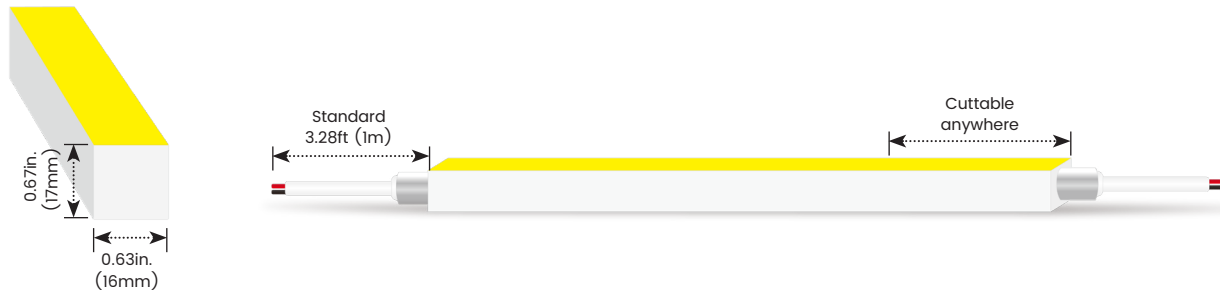 0.67in.
(17mm)
0.63in.
(16mm)
Standard
3.28ft (1m)
Cuttable
anywhere